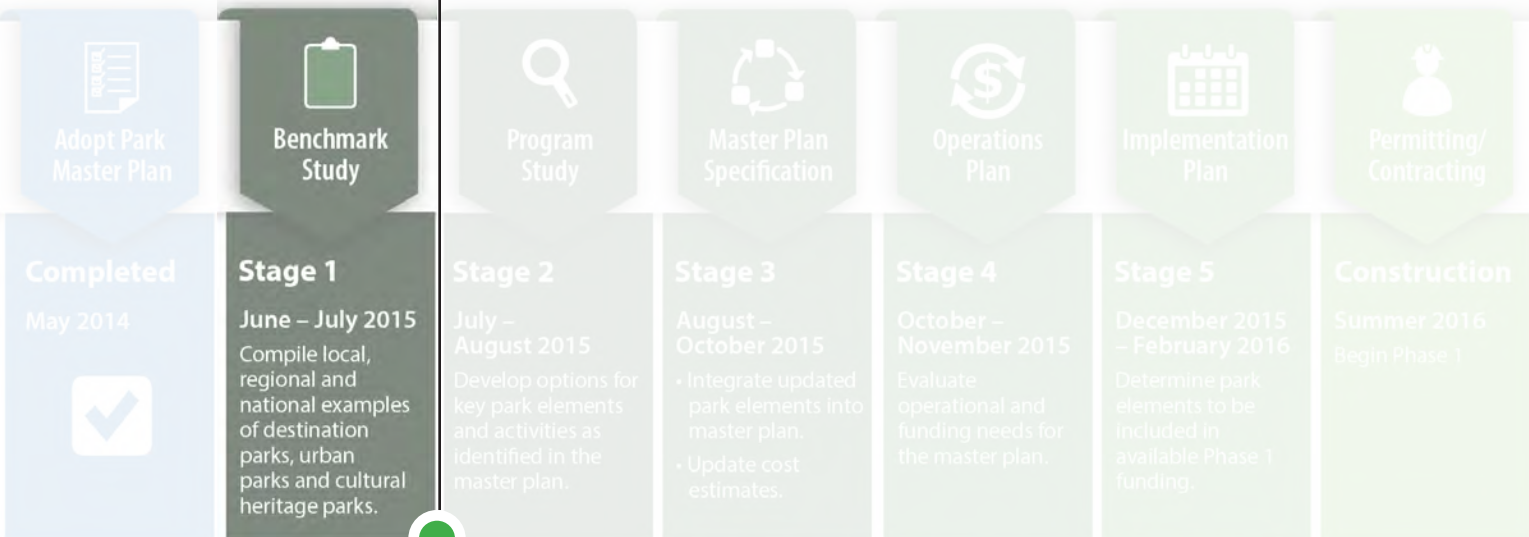 Adopt Park
Master Plan
Completed
May 2014
Benchmark
Study
Stage 1
June – July 2015
Compile local,
regional and
national examples
of destination
parks, urban
parks and cultural
heritage parks.
Program
Study
Stage 2
July –
August 2015
Develop options for
key park elements
and activities as
identified in the
master plan.
Master Plan
Specification
Stage 3
August –
October 2015
• Integrate updated
park elements into
master plan.
• Update cost
estimates.
Operations
Plan
Stage 4
October –
November 2015
Evaluate
operational and
funding needs for
the master plan.
Implementation
Plan
Stage 5
December 2015
– February 2016
Determine park
elements to be
included in
available Phase 1
funding.
Permitting/
Contracting
Construction
Summer 2016
Begin Phase 1